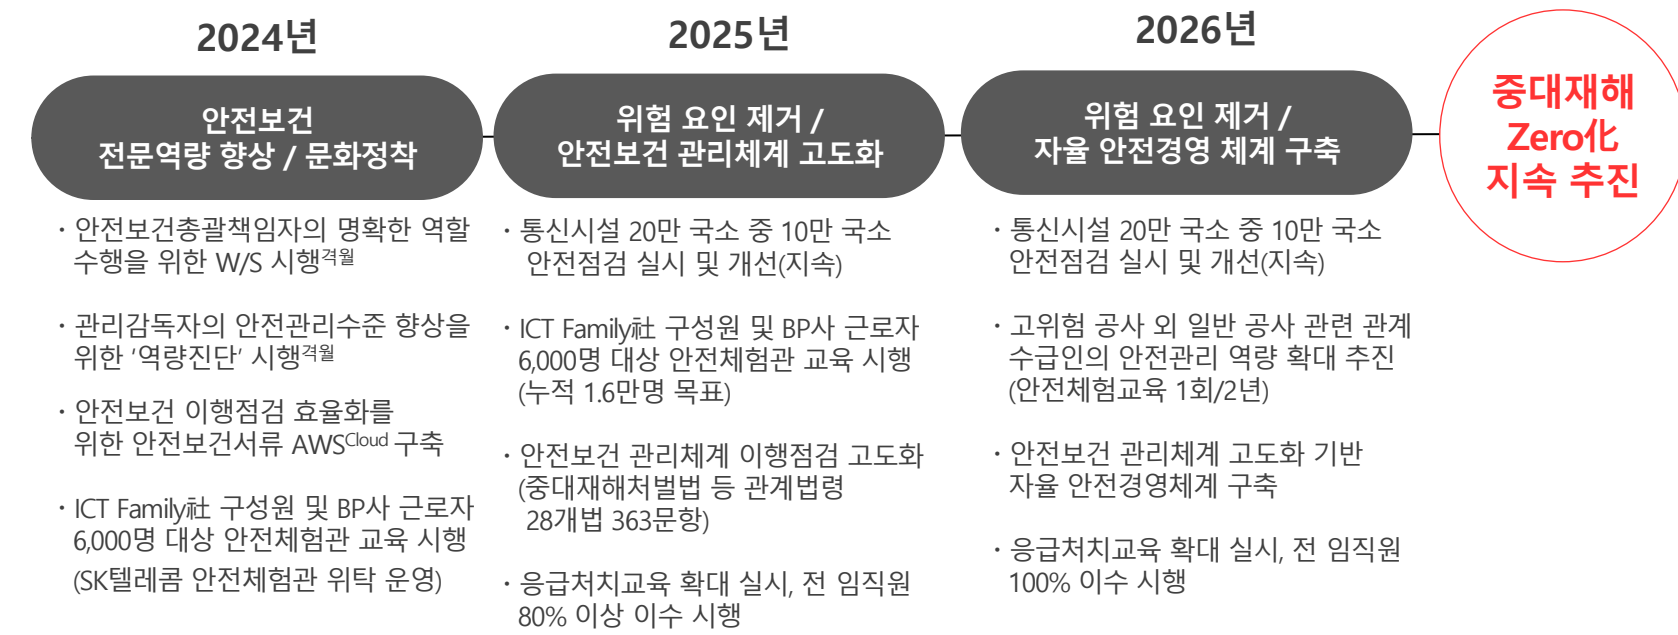 2024년
안전보건
전문역량 향상 / 문화정착
· 안전보건총괄책임자의 명확한 역할
수행을 위한 W/S 시행격월
· 관리감독자의 안전관리수준 향상을
위한 '역량진단' 시행격월
· 안전보건 이행점검 효율화를
위한 안전보건서류 AWSCloud 구축
· ICT Family社 구성원 및 BP사 근로자
6,000명 대상 안전체험관 교육 시행
(SK텔레콤 안전체험관 위탁 운영)
2025년
위험 요인 제거 /
안전보건 관리체계 고도화
· 통신시설 20만 국소 중 10만 국소
안전점검 실시 및 개선(지속)
· ICT Family社 구성원 및 BP사 근로자
6,000명 대상 안전체험관 교육 시행
(누적 1.6만명 목표)
· 안전보건 관리체계 이행점검 고도화
(중대재해처벌법 등 관계법령
28개법 363문항)
· 응급처치교육 확대 실시, 전 임직원
80% 이상 이수 시행
2026년
위험 요인 제거 /
자율 안전경영 체계 구축
· 통신시설 20만 국소 중 10만 국소
안전점검 실시 및 개선(지속)
· 고위험 공사 외 일반 공사 관련 관계
수급인의 안전관리 역량 확대 추진
(안전체험교육 1회/2년)
· 안전보건 관리체계 고도화 기반
자율 안전경영체계 구축
· 응급처치교육 확대 실시, 전 임직원
100% 이수 시행
중대재해
Zero化
지속 추진